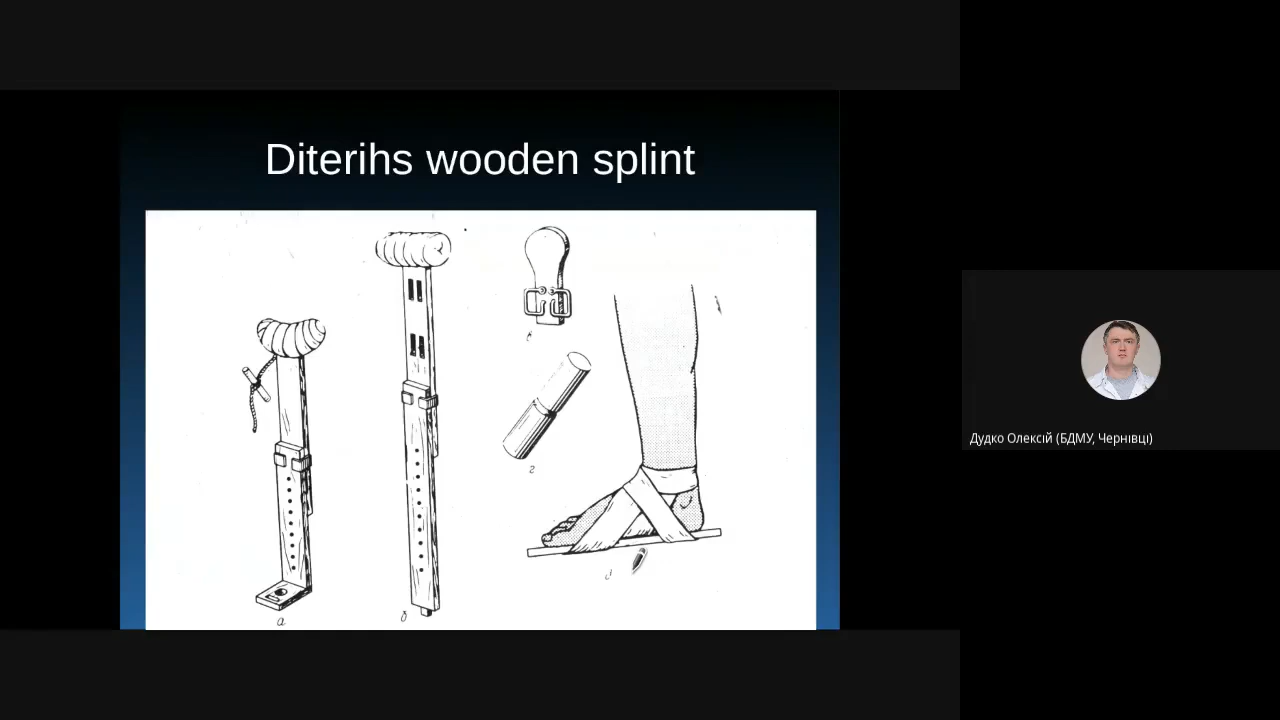 Diterihs wooden splint
а
б
г
Дудко Олексій (БДМУ, Чернівці)